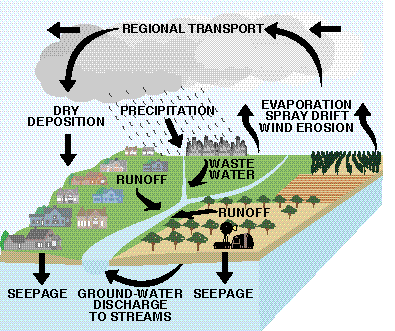 REGIONAL TRANSPORT
DRY
DEPOSITION
PRECIPITATION
EVAPORATION
SPRAY DRIFT
WIND EROSION
WASTE
WATER
RUNOFF
RUNOFF
SEEPAGE
GROUND-WATER
DISCHARGE
TO STREAMS
SEEPAGE